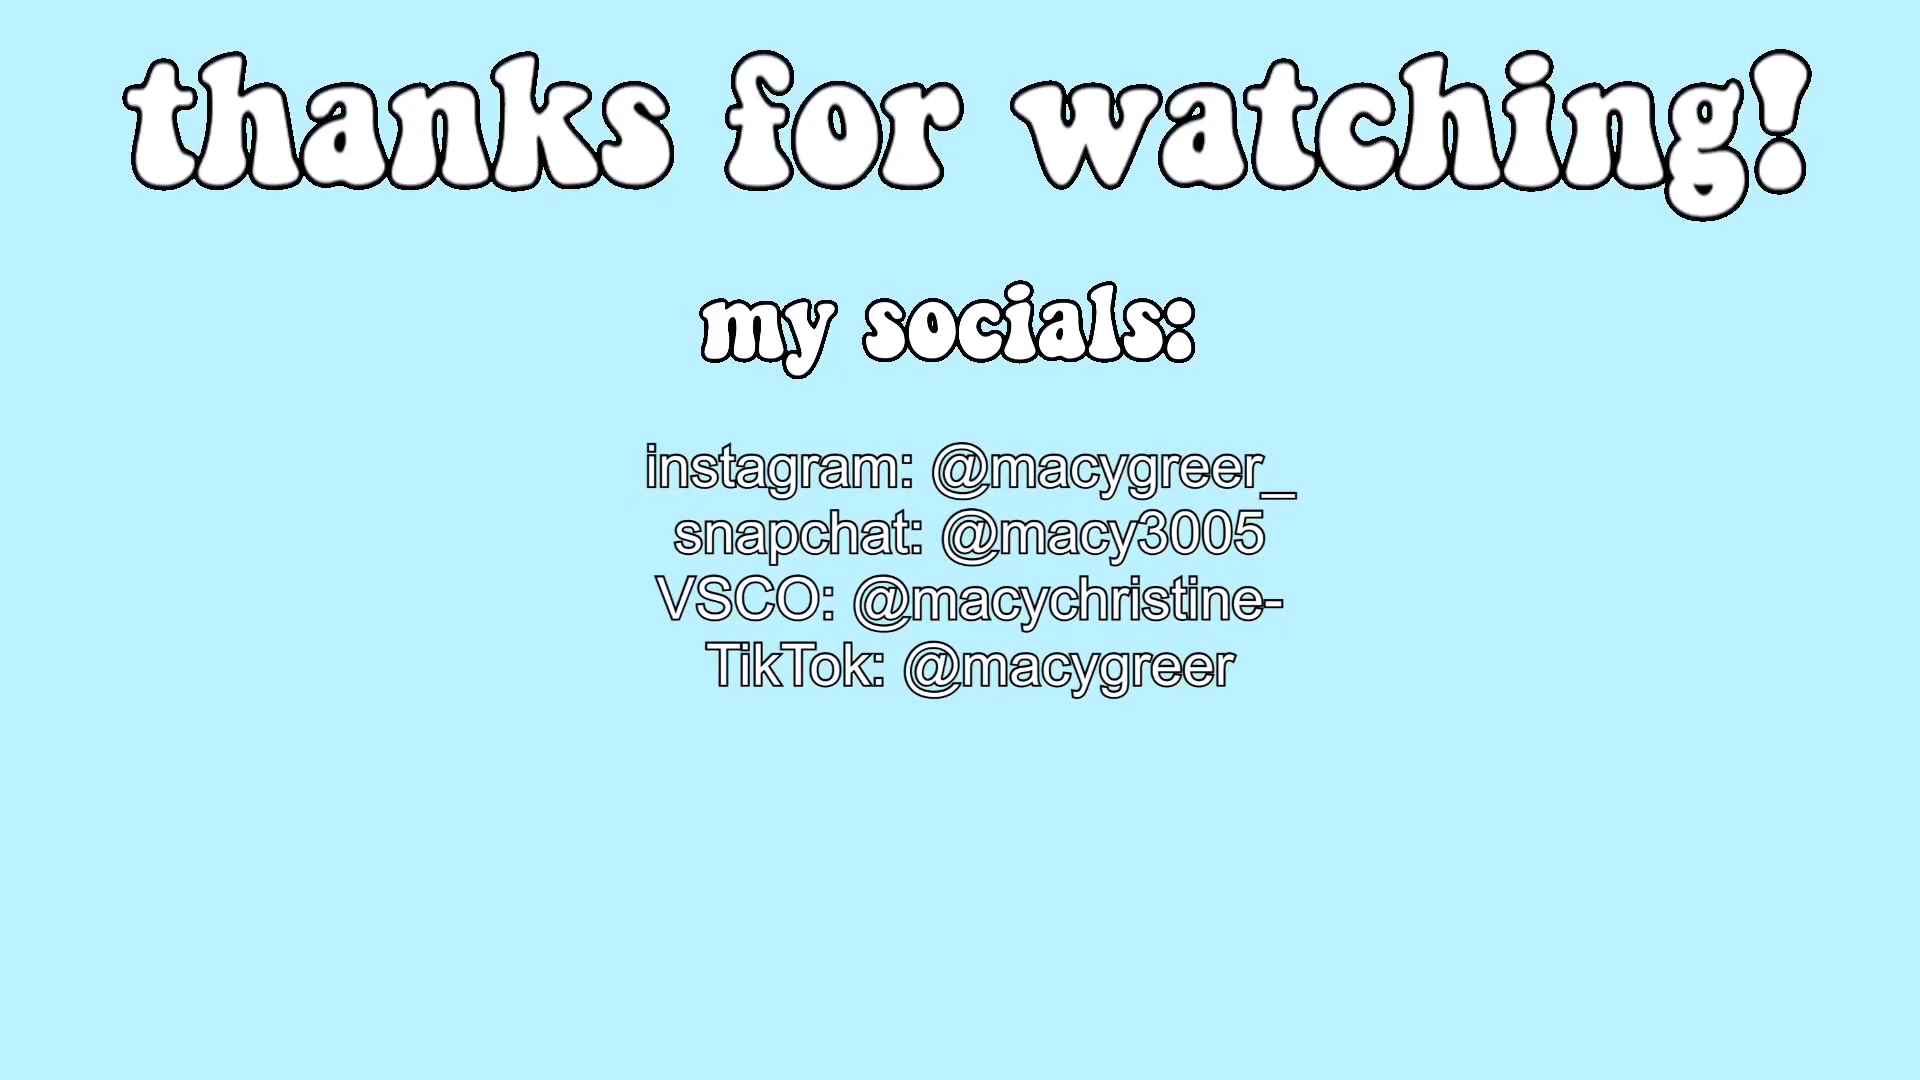 thanks for watching!
my socials:
instagram: @macygreer_
snapchat: @macy3005
VSCO: @macychristine-
TikTok: @macygreer